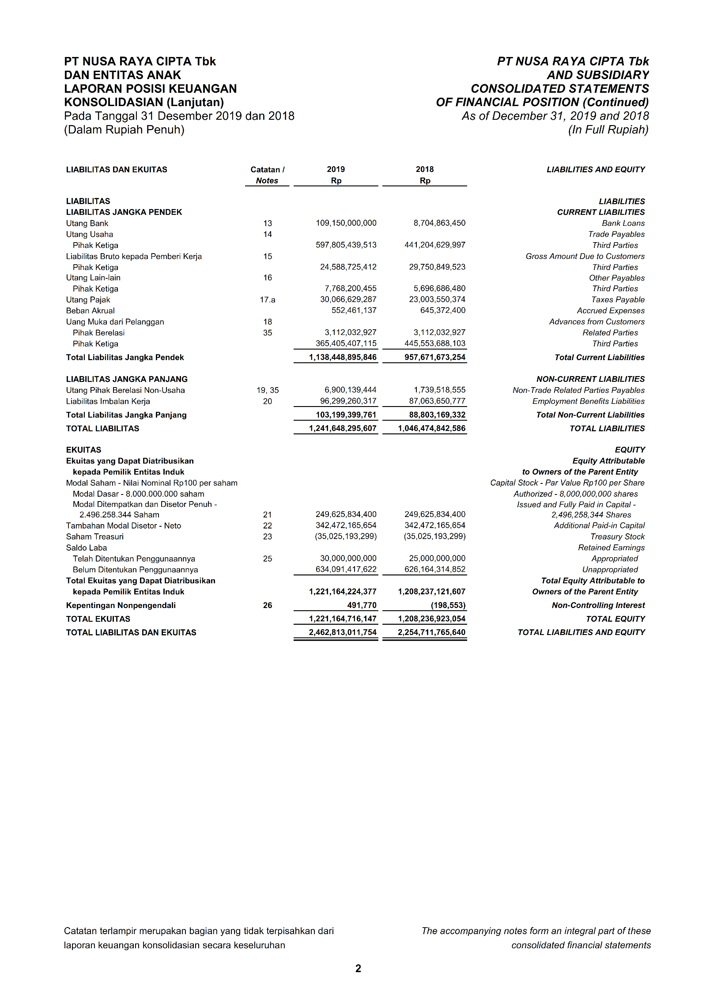 PT NUSA RAYA CIPTA Tbk PT NUSA RAYA CIPTA Tbk
DAN ENTITAS ANAK AND SUBSIDIARY
LAPORAN POSISI KEUANGAN CONSOLIDATED STATEMENTS
KONSOLIDASIAN (Lanjutan) OF FINANCIAL POSITION (Continued)
Pada Tanggal 31 Desember 2019 dan 2018 As of December 31, 2019 and 2018
(Dalam Rupiah Penuh) (In Full Rupiah)
LIABILITAS DAN EKUITAS Catatan / 2019 2018 LIABILITIES AND EQUITY
Notes Rp Rp
LIABILITAS LIABILITIES
LIABILITAS JANGKA PENDEK CURRENT LIABILITIES
Utang Bank 13 109,150,000,000 8,704,863,450 Bank Loans
Utang Usaha 14 Trade Payables
Pihak Ketiga 597,805,439,513 441,204,629,997 Third Parties
Liabilitas Bruto kepada Pemberi Kerja 15 Gross Amount Due to Customers
Pihak Ketiga 24,588,725,412 29,750,849,523 Third Parties
Utang Lain-lain 16 Other Payables
Pihak Ketiga 7,768,200,455 5,696,686,480 Third Parties
Utang Pajak 17.a 30,066,629,287 23,003,550,374 Taxes Payable
Beban Akrual 552,461,137 645,372,400 Accrued Expenses
Uang Muka dari Pelanggan 18 Advances from Customers
Pihak Berelasi 35 3,112,032,927 3,112,032,927 Related Parties
Pihak Ketiga 365,405,407,115 445,553,688,103 Third Parties
Total Liabilitas Jangka Pendek 1,138,448,895,846 957,671,673,254 Total Current Liabilities
LIABILITAS JANGKA PANJANG NON-CURRENT LIABILITIES
Utang Pihak Berelasi Non-Usaha 19, 35 6,900,139,444 1,739,518,555 Non-Trade Related Parties Payables
Liabilitas Imbalan Kerja 20 96,299,260,317 87,063,650,777 Employment Benefits Liabilities
Total Liabilitas Jangka Panjang 103,199,399,761 88,803,169,332 Total Non-Current Liabilities
TOTAL LIABILITAS 1,241,648,295,607 1,046,474,842,586 TOTAL LIABILITIES
EKUITAS EQUITY
Ekuitas yang Dapat Diatribusikan Equity Attributable
kepada Pemilik Entitas Induk to Owners of the Parent Entity
Modal Saham - Nilai Nominal Rp100 per saham Capital Stock - Par Value Rp100 per Share
Modal Dasar - 8.000.000.000 saham Authorized - 8,000,000,000 shares
Modal Ditempatkan dan Disetor Penuh - Issued and Fully Paid in Capital -
2.496.258.344 Saham 21 249,625,834,400 249,625,834,400 2,496,258,344 Shares
Tambahan Modal Disetor - Neto 22 342,472,165,654 342,472,165,654 Additional Paid-in Capital
Saham Treasuri 23 (35,025,193,299) (35,025,193,299) Treasury Stock
Saldo Laba Retained Earnings
Telah Ditentukan Penggunaannya 25 30,000,000,000 25,000,000,000 Appropriated
Belum Ditentukan Penggunaannya 634,091,417,622 626,164,314,852 Unappropriated
Total Ekuitas yang Dapat Diatribusikan Total Equity Attributable to
kepada Pemilik Entitas Induk 1,221,164,224,377 1,208,237,121,607 Owners of the Parent Entity
Kepentingan Nonpengendali 26 491,770 (198,553) Non-Controlling Interest
TOTAL EKUITAS 1,221,164,716,147 1,208,236,923,054 TOTAL EQUITY
TOTAL LIABILITAS DAN EKUITAS 2,462,813,011,754 2,254,711,765,640 TOTAL LIABILITIES AND EQUITY
Catatan terlampir merupakan bagian yang tidak terpisahkan dari The accompanying notes form an integral part of these
laporan keuangan konsolidasian secara keseluruhan consolidated financial statements
2